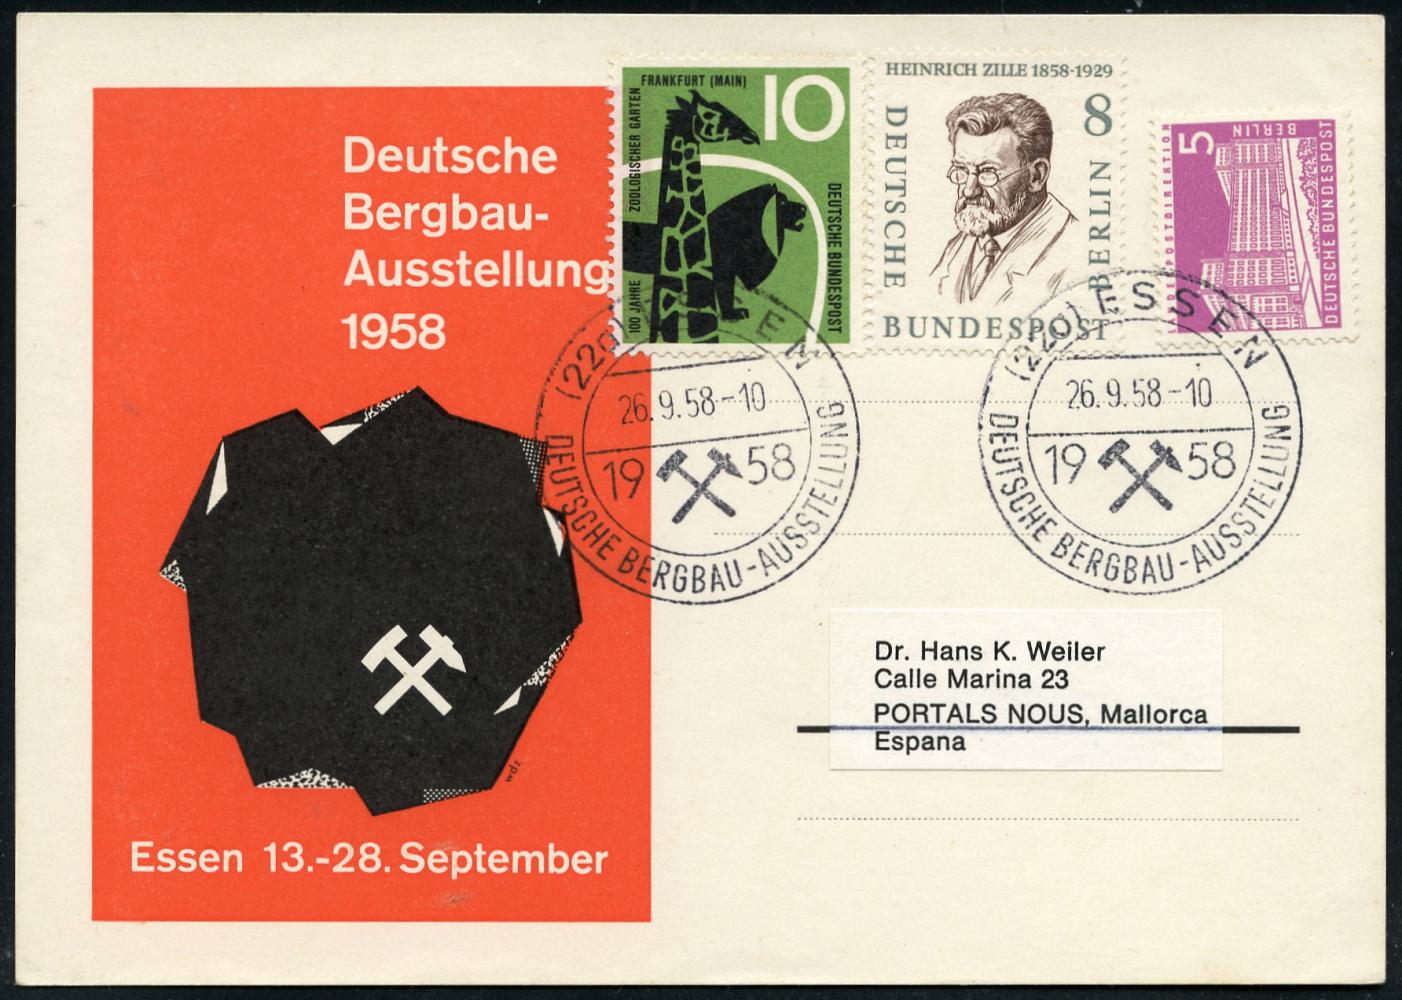 Deutsche
Bergbau-
Ausstellung
1958
wdz
Essen 13.-28. September
FRANKFURT (MAIN)
10
100 JAHRE ZOOLOGISCHER GARTEN
DEUTSCHE BUNDESPOST
HEINRICH ZILLE 1858-1929
8
DEUTSCHE
BUNDESPOST
BERLIN
5
BERLIN
DEUTSCHE BUNDESPOST
(22a) ESSEN
26.9.58-10
19 58
DEUTSCHE BERGBAU-AUSSTELLUNG
(22a) ESSEN
26.9.58-10
19 58
DEUTSCHE BERGBAU-AUSSTELLUNG
Dr. Hans K. Weiler
Calle Marina 23
PORTALS NOUS, Mallorca
Espana